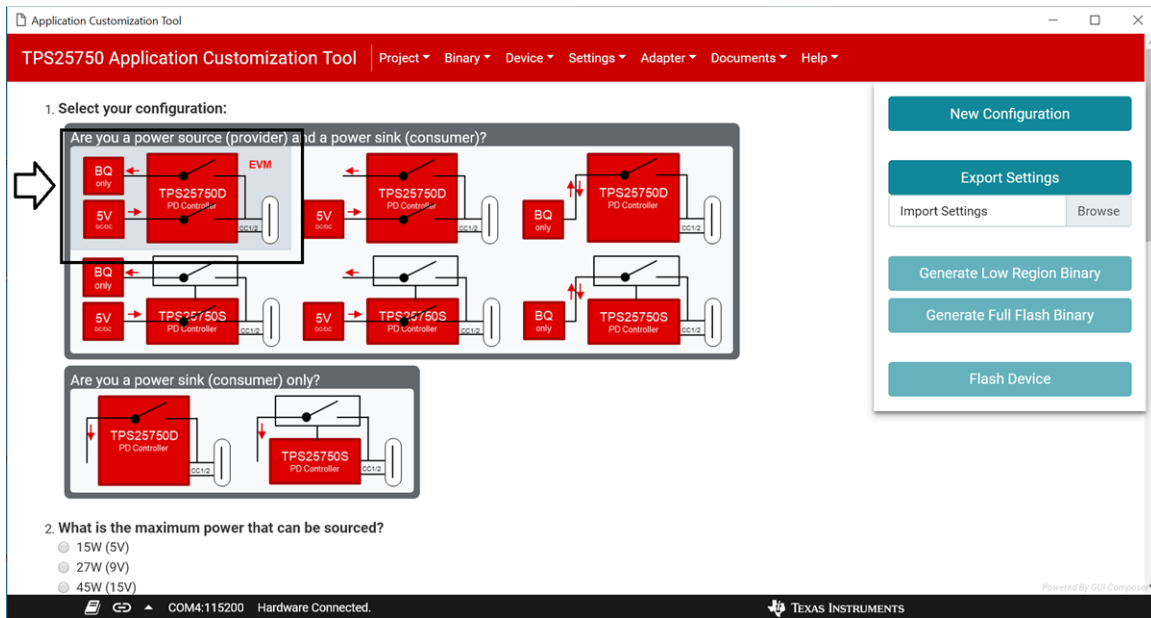 Application Customization Tool
TPS25750 Application Customization Tool
Project Binary Device Settings Adapter Documents Help
1. Select your configuration:
Are you a power source (provider) and a power sink (consumer)?
BQ
only
5V
DC/DC
TPS25750D
PD Controller
EVM
CC1/2
5V
DC/DC
TPS25750D
PD Controller
CC1/2
BQ
only
TPS25750D
PD Controller
CC1/2
BQ
only
5V
DC/DC
TPS25750S
PD Controller
CC1/2
5V
DC/DC
TPS25750S
PD Controller
CC1/2
BQ
only
TPS25750S
PD Controller
CC1/2
Are you a power sink (consumer) only?
TPS25750D
PD Controller
CC1/2
TPS25750S
PD Controller
CC1/2
2. What is the maximum power that can be sourced?
15W (5V)
27W (9V)
45W (15V)
New Configuration
Export Settings
Import Settings Browse
Generate Low Region Binary
Generate Full Flash Binary
Flash Device
Powered By GUI Composer
COM4:115200 Hardware Connected.
TEXAS INSTRUMENTS